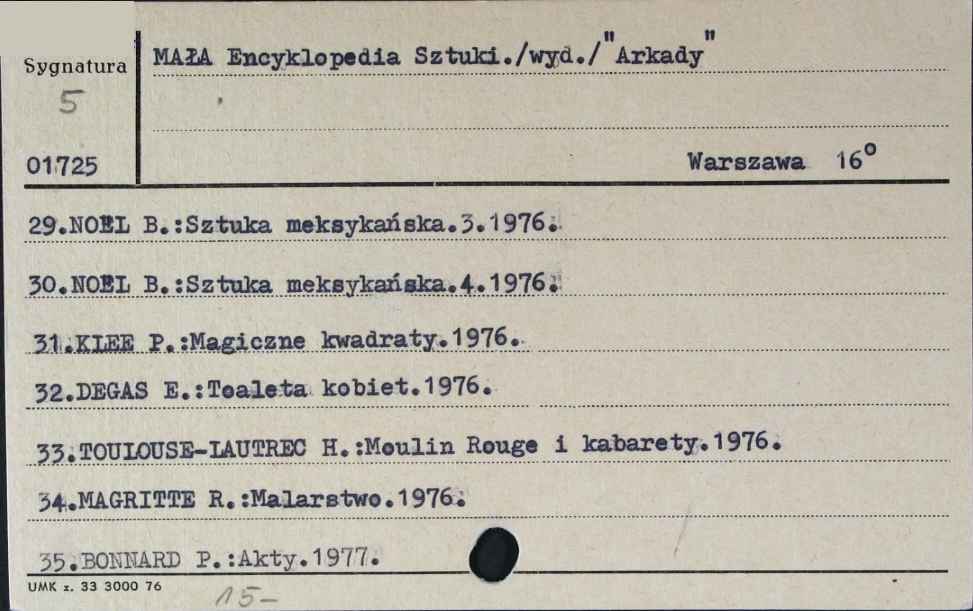 Sygnatura
5
01725
MAŁA Encyklopedia Sztuki./wyd./"Arkady"
Warszawa 16°
29.NOËL B.:Sztuka meksykańska.3.1976.
30.NOËL B.:Sztuka meksykańska.4.1976.
31.KLEE P.:Magiczne kwadraty.1976.
32.DEGAS E.:Toaleta kobiet.1976.
33.TOULOUSE-LAUTREC H.:Moulin Rouge i kabarety.1976.
34.MAGRITTE R.:Malarstwo.1976.
35.BONNARD P.:Akty.1977.
UMK z. 33 3000 76
15-